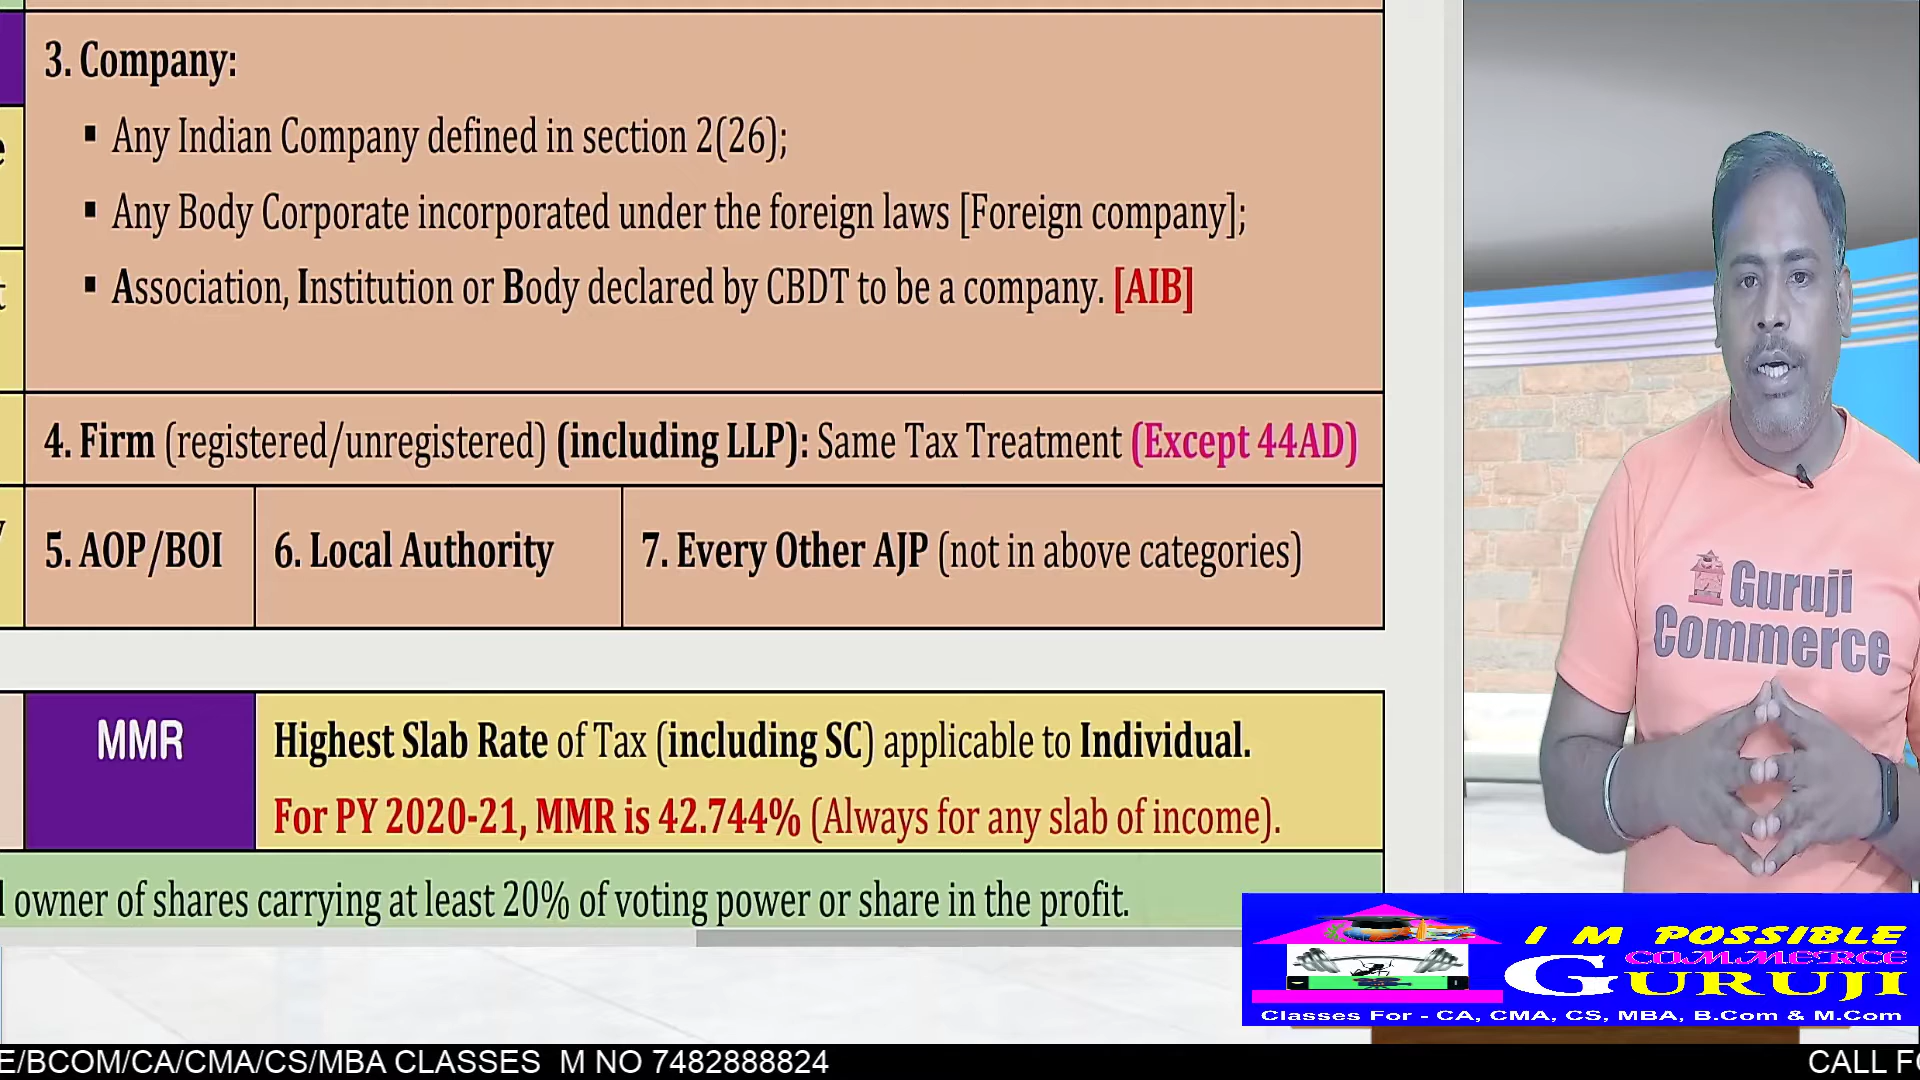 3. Company:
▪ Any Indian Company defined in section 2(26);
▪ Any Body Corporate incorporated under the foreign laws [Foreign company];
▪ Association, Institution or Body declared by CBDT to be a company. [AIB]
4. Firm (registered/unregistered) (including LLP): Same Tax Treatment (Except 44AD)
5. AOP/BOI
6. Local Authority
7. Every Other AJP (not in above categories)
MMR
Highest Slab Rate of Tax (including SC) applicable to Individual.
For PY 2020-21, MMR is 42.744% (Always for any slab of income).
owner of shares carrying at least 20% of voting power or share in the profit.
Guruji
Commerce
I M POSSIBLE
COMMERCE
GURUJI
Classes For - CA, CMA, CS, MBA, B.Com & M.Com
E/BCOM/CA/CMA/CS/MBA CLASSES M NO 7482888824
CALL FO